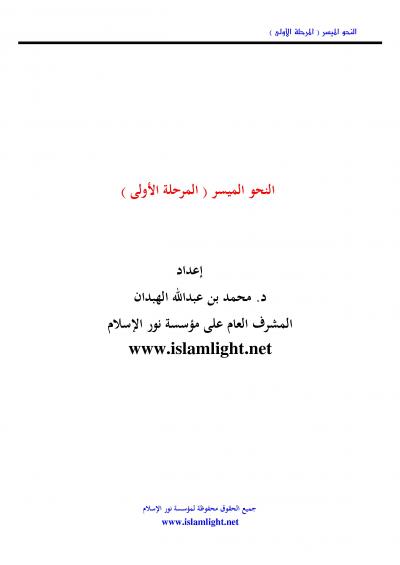 النحو الميسر ( المرحلة الأولى )
النحو الميسر ( المرحلة الأولى )
إعداد
د. محمد بن عبدالله الهبدان
المشرف العام على مؤسسة نور الإسلام
www.islamlight.net
جميع الحقوق محفوظة لمؤسسة نور الإسلام
www.islamlight.net